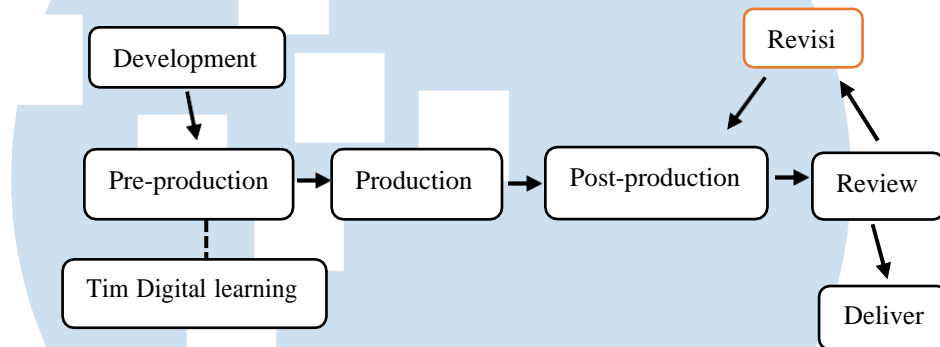 Development
Revisi
Pre-production
Production
Post-production
Review
Tim Digital learning
Deliver